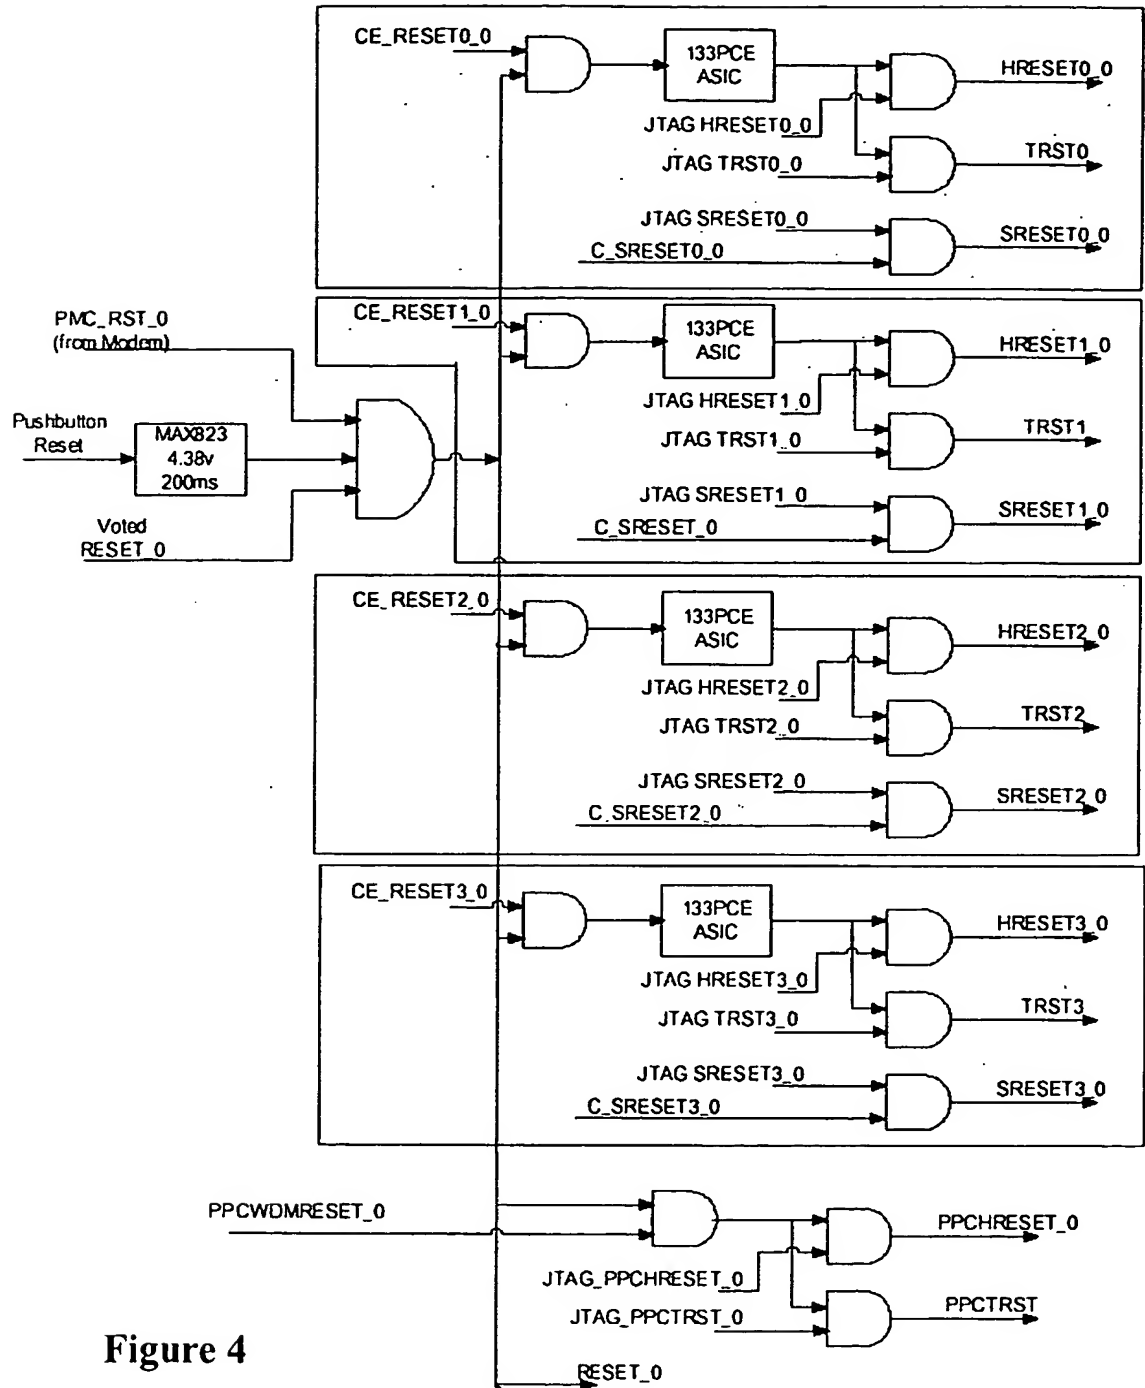 CE_RESET0_0
133PCE
ASIC
HRESET0_0
JTAG HRESET0_0
TRST0
JTAG TRST0_0
JTAG SRESET0_0
SRESET0_0
C_SRESET0_0
PMC_RST_0
(from Modem)
Pushbutton
Reset
MAX823
4.38v
200ms
Voted
RESET_0
CE_RESET1_0
133PCE
ASIC
HRESET1_0
JTAG HRESET1_0
TRST1
JTAG TRST1_0
JTAG SRESET1_0
SRESET1_0
C_SRESET_0
CE_RESET2_0
133PCE
ASIC
HRESET2_0
JTAG HRESET2_0
TRST2
JTAG TRST2_0
JTAG SRESET2_0
SRESET2_0
C_SRESET2_0
CE_RESET3_0
133PCE
ASIC
HRESET3_0
JTAG HRESET3_0
TRST3
JTAG TRST3_0
JTAG SRESET3_0
SRESET3_0
C_SRESET3_0
PPCWDMRESET_0
PPCHRESET_0
JTAG_PPCHRESET_0
PPCTRST
JTAG_PPCTRST_0
RESET_0
Figure 4